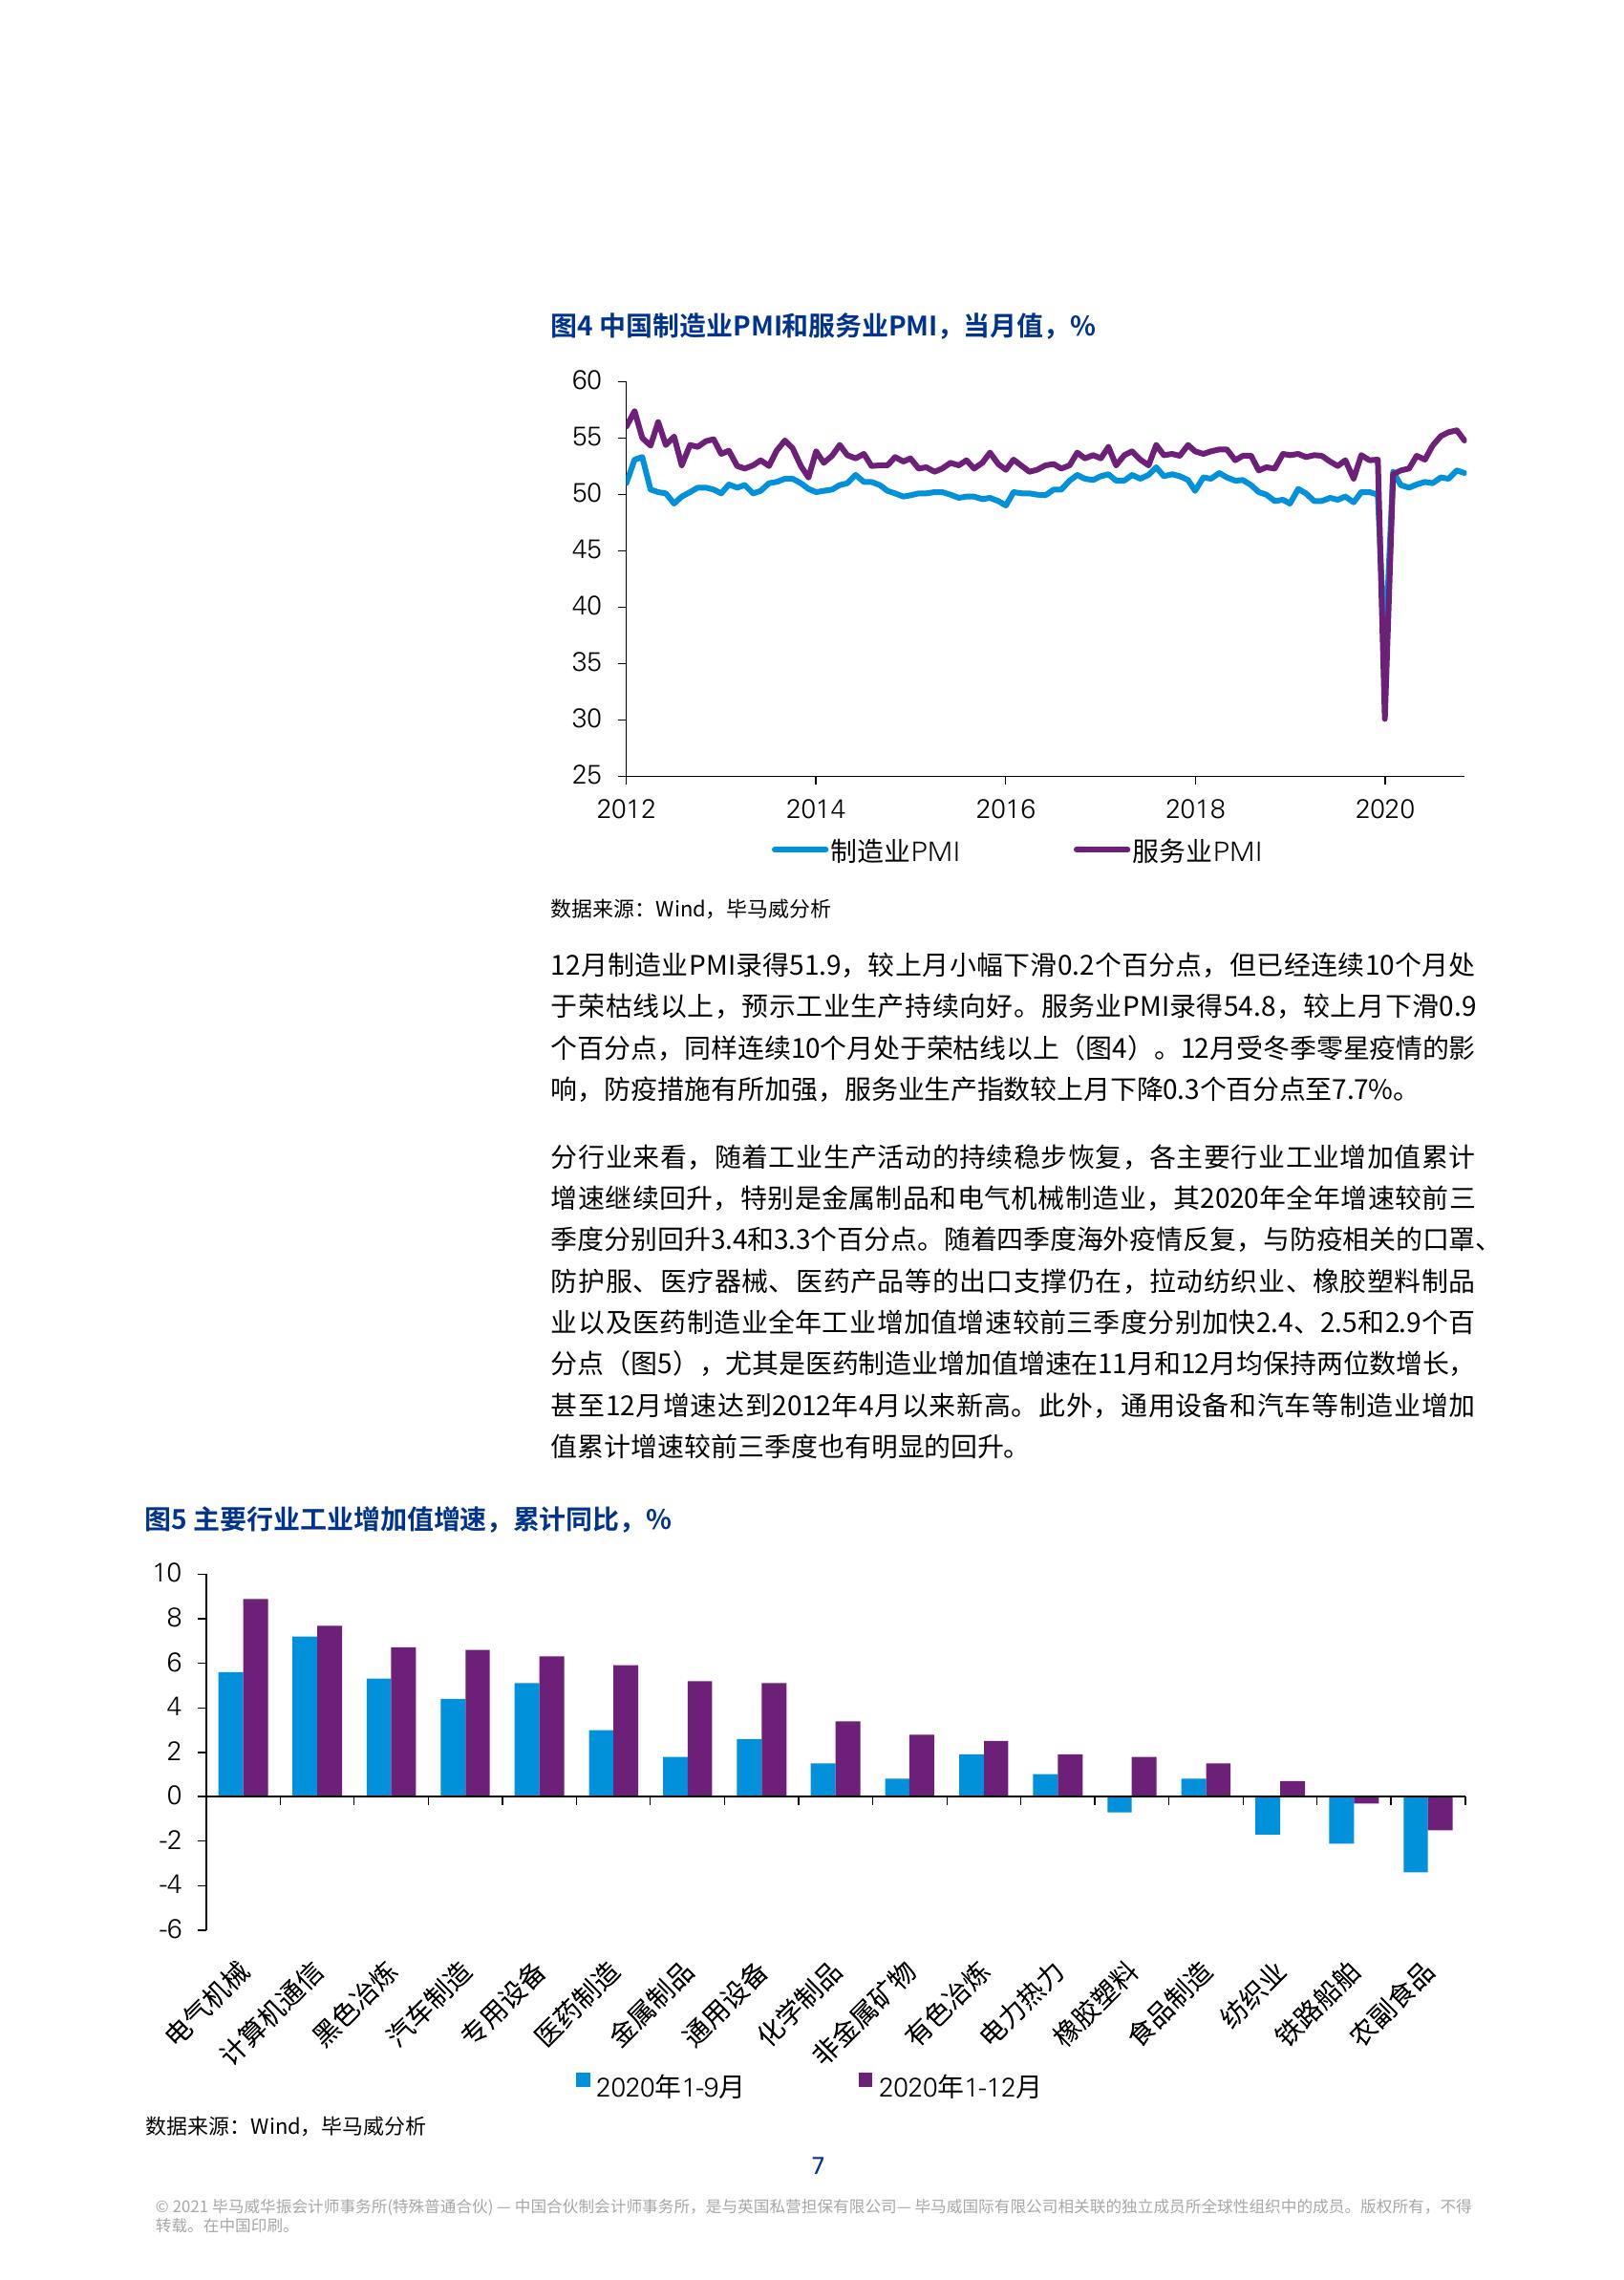 图4 中国制造业PMI和服务业PMI，当月值，%
60
55
50
45
40
35
30
25
2012 2014 2016 2018 2020
制造业PMI 服务业PMI
数据来源：Wind，毕马威分析
12月制造业PMI录得51.9，较上月小幅下滑0.2个百分点，但已经连续10个月处
于荣枯线以上，预示工业生产持续向好。服务业PMI录得54.8，较上月下滑0.9
个百分点，同样连续10个月处于荣枯线以上（图4）。12月受冬季零星疫情的影
响，防疫措施有所加强，服务业生产指数较上月下降0.3个百分点至7.7%。
分行业来看，随着工业生产活动的持续稳步恢复，各主要行业工业增加值累计
增速继续回升，特别是金属制品和电气机械制造业，其2020年全年增速较前三
季度分别回升3.4和3.3个百分点。随着四季度海外疫情反复，与防疫相关的口罩、
防护服、医疗器械、医药产品等的出口支撑仍在，拉动纺织业、橡胶塑料制品
业以及医药制造业全年工业增加值增速较前三季度分别加快2.4、2.5和2.9个百
分点（图5），尤其是医药制造业增加值增速在11月和12月均保持两位数增长，
甚至12月增速达到2012年4月以来新高。此外，通用设备和汽车等制造业增加
值累计增速较前三季度也有明显的回升。
图5 主要行业工业增加值增速，累计同比，%
10
8
6
4
2
0
-2
-4
-6
电气机械 计算机通信 黑色冶炼 汽车制造 专用设备 医药制造 金属制品 通用设备 化学制品 非金属矿物 有色冶炼 电力热力 橡胶塑料 食品制造 纺织业 铁路船舶 农副食品
2020年1-9月 2020年1-12月
数据来源：Wind，毕马威分析
7
© 2021 毕马威华振会计师事务所(特殊普通合伙) — 中国合伙制会计师事务所，是与英国私营担保有限公司— 毕马威国际有限公司相关联的独立成员所全球性组织中的成员。版权所有，不得
转载。在中国印刷。